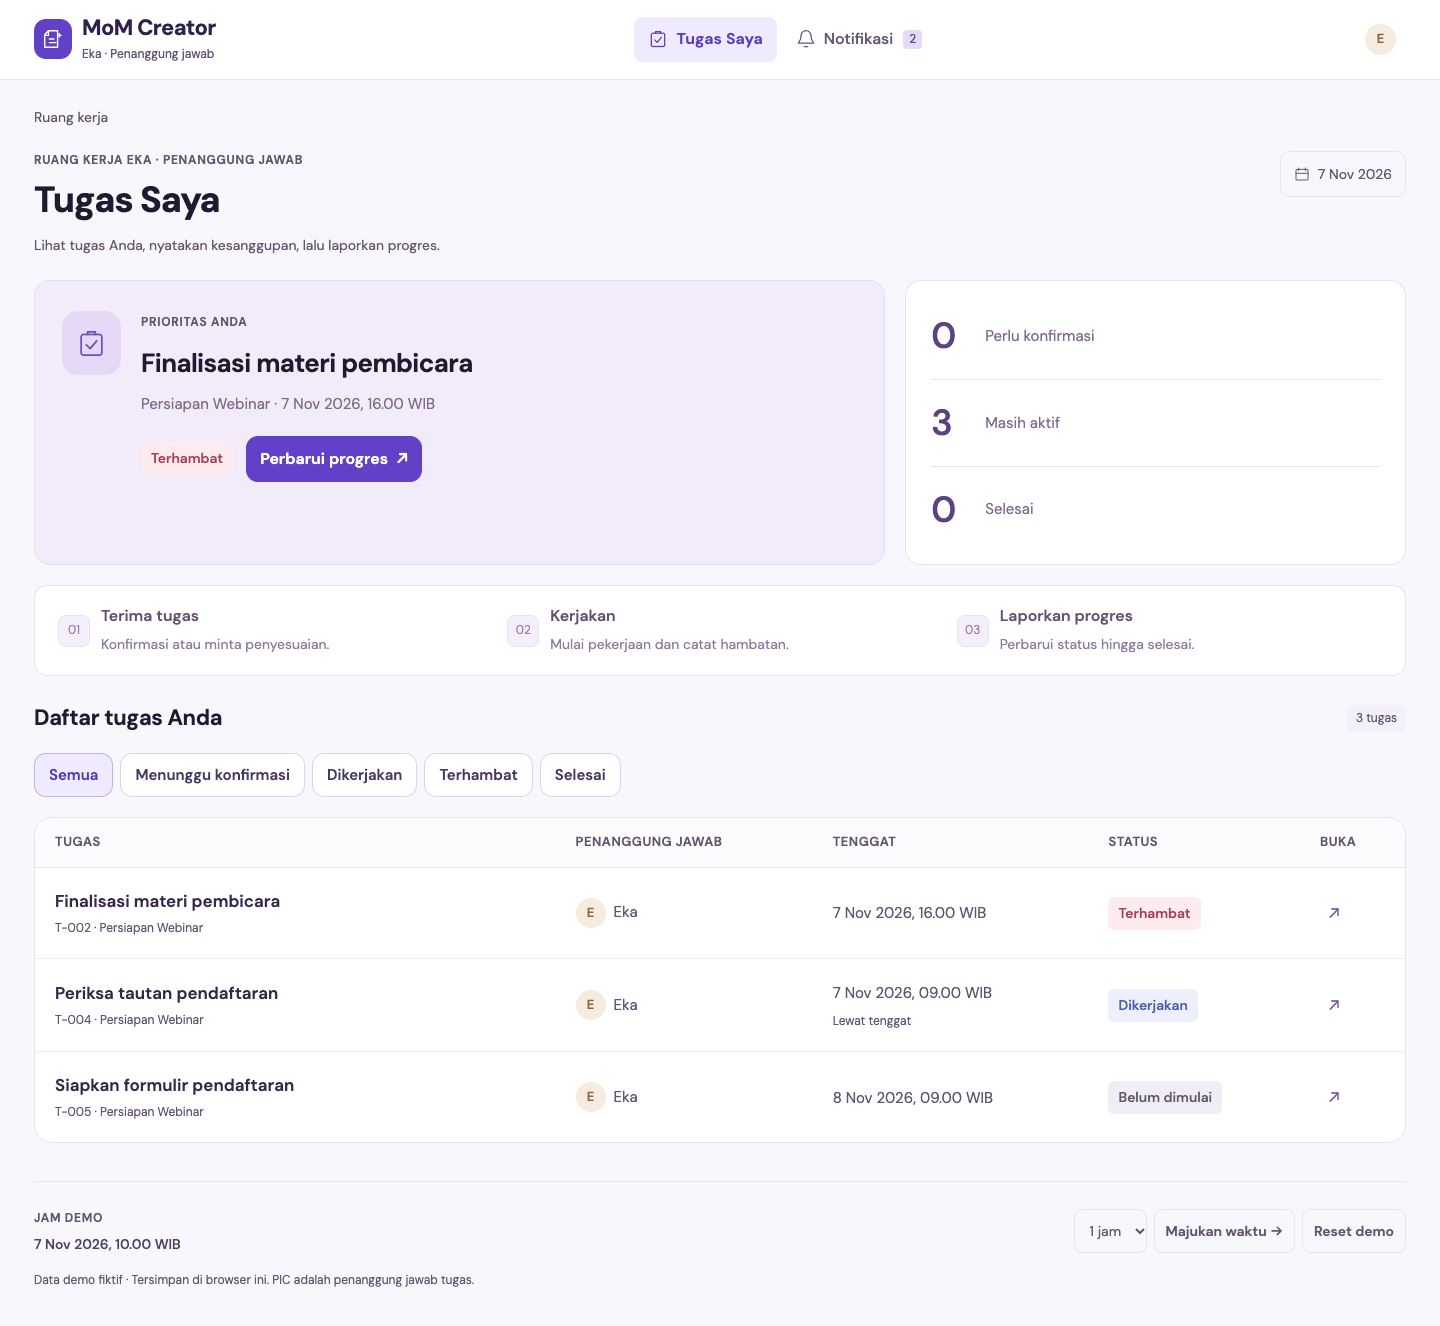 MoM Creator
Eka · Penanggung jawab
Tugas Saya
Notifikasi 2
E
Ruang kerja
RUANG KERJA EKA · PENANGGUNG JAWAB
Tugas Saya
7 Nov 2026
Lihat tugas Anda, nyatakan kesanggupan, lalu laporkan progres.
PRIORITAS ANDA
Finalisasi materi pembicara
Persiapan Webinar · 7 Nov 2026, 16.00 WIB
Terhambat
Perbarui progres ↗
0 Perlu konfirmasi
3 Masih aktif
0 Selesai
01 Terima tugas
Konfirmasi atau minta penyesuaian.
02 Kerjakan
Mulai pekerjaan dan catat hambatan.
03 Laporkan progres
Perbarui status hingga selesai.
Daftar tugas Anda
3 tugas
Semua
Menunggu konfirmasi
Dikerjakan
Terhambat
Selesai
TUGAS PENANGGUNG JAWAB TENGGAT STATUS BUKA
Finalisasi materi pembicara
T-002 · Persiapan Webinar
E Eka
7 Nov 2026, 16.00 WIB
Terhambat
↗
Periksa tautan pendaftaran
T-004 · Persiapan Webinar
E Eka
7 Nov 2026, 09.00 WIB
Lewat tenggat
Dikerjakan
↗
Siapkan formulir pendaftaran
T-005 · Persiapan Webinar
E Eka
8 Nov 2026, 09.00 WIB
Belum dimulai
↗
JAM DEMO
7 Nov 2026, 10.00 WIB
1 jam
Majukan waktu →
Reset demo
Data demo fiktif · Tersimpan di browser ini. PIC adalah penanggung jawab tugas.